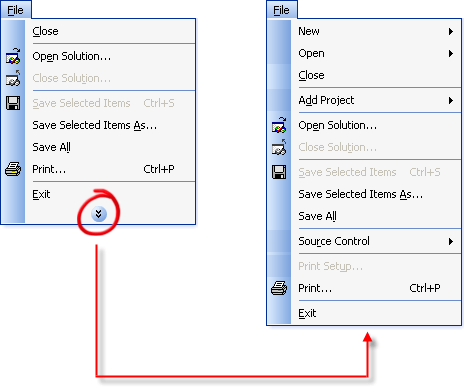 File
Close
Open Solution...
Close Solution...
Save Selected Items Ctrl+S
Save Selected Items As...
Save All
Print... Ctrl+P
Exit
File
New
Open
Close
Add Project
Open Solution...
Close Solution...
Save Selected Items Ctrl+S
Save Selected Items As...
Save All
Source Control
Print Setup...
Print... Ctrl+P
Exit